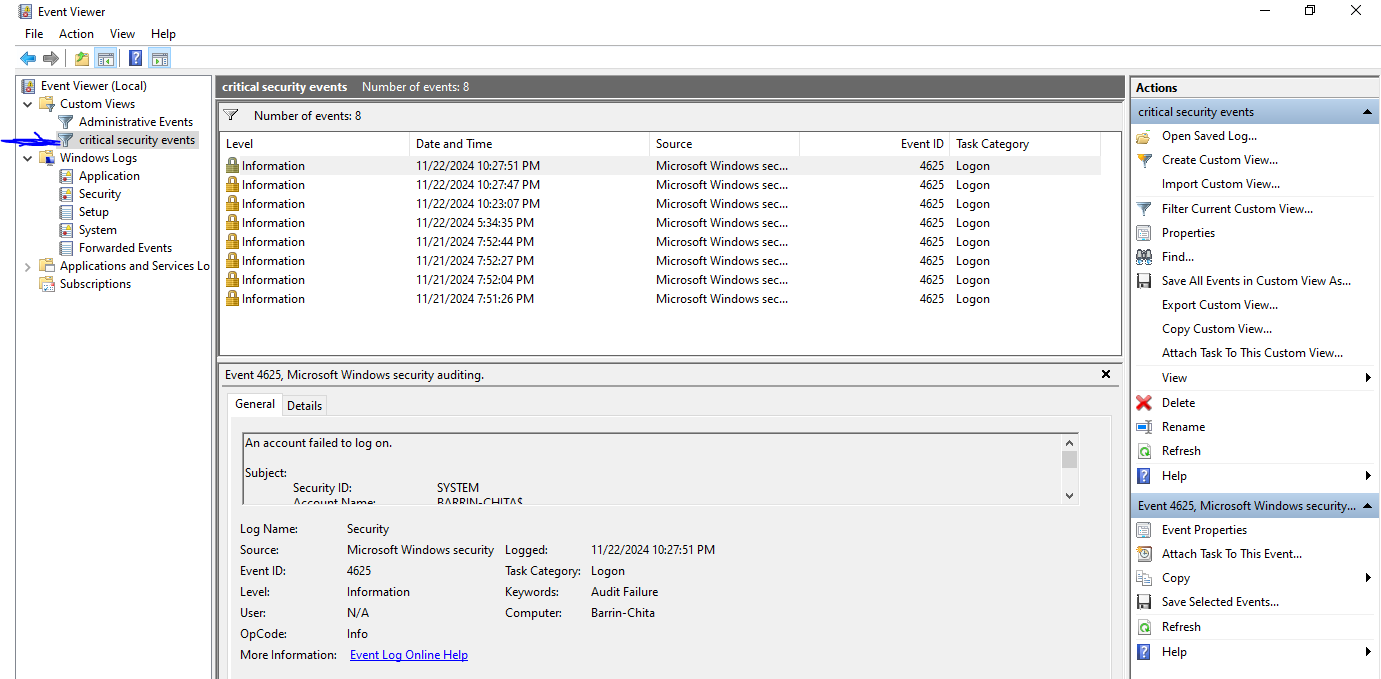 Event Viewer
File Action View Help
Event Viewer (Local)
Custom Views
Administrative Events
critical security events
Windows Logs
Application
Security
Setup
System
Forwarded Events
Applications and Services Lo
Subscriptions
critical security events Number of events: 8
Number of events: 8
Level Date and Time Source Event ID Task Category
Information 11/22/2024 10:27:51 PM Microsoft Windows sec... 4625 Logon
Information 11/22/2024 10:27:47 PM Microsoft Windows sec... 4625 Logon
Information 11/22/2024 10:23:07 PM Microsoft Windows sec... 4625 Logon
Information 11/22/2024 5:34:35 PM Microsoft Windows sec... 4625 Logon
Information 11/21/2024 7:52:44 PM Microsoft Windows sec... 4625 Logon
Information 11/21/2024 7:52:27 PM Microsoft Windows sec... 4625 Logon
Information 11/21/2024 7:52:04 PM Microsoft Windows sec... 4625 Logon
Information 11/21/2024 7:51:26 PM Microsoft Windows sec... 4625 Logon
Event 4625, Microsoft Windows security auditing.
General Details
An account failed to log on.
Subject:
Security ID: SYSTEM
Account Name: BARRIN-CHITA$
Log Name: Security
Source: Microsoft Windows security Logged: 11/22/2024 10:27:51 PM
Event ID: 4625 Task Category: Logon
Level: Information Keywords: Audit Failure
User: N/A Computer: Barrin-Chita
OpCode: Info
More Information: Event Log Online Help
Actions
critical security events
Open Saved Log...
Create Custom View...
Import Custom View...
Filter Current Custom View...
Properties
Find...
Save All Events in Custom View As...
Export Custom View...
Copy Custom View...
Attach Task To This Custom View...
View
Delete
Rename
Refresh
Help
Event 4625, Microsoft Windows security...
Event Properties
Attach Task To This Event...
Copy
Save Selected Events...
Refresh
Help